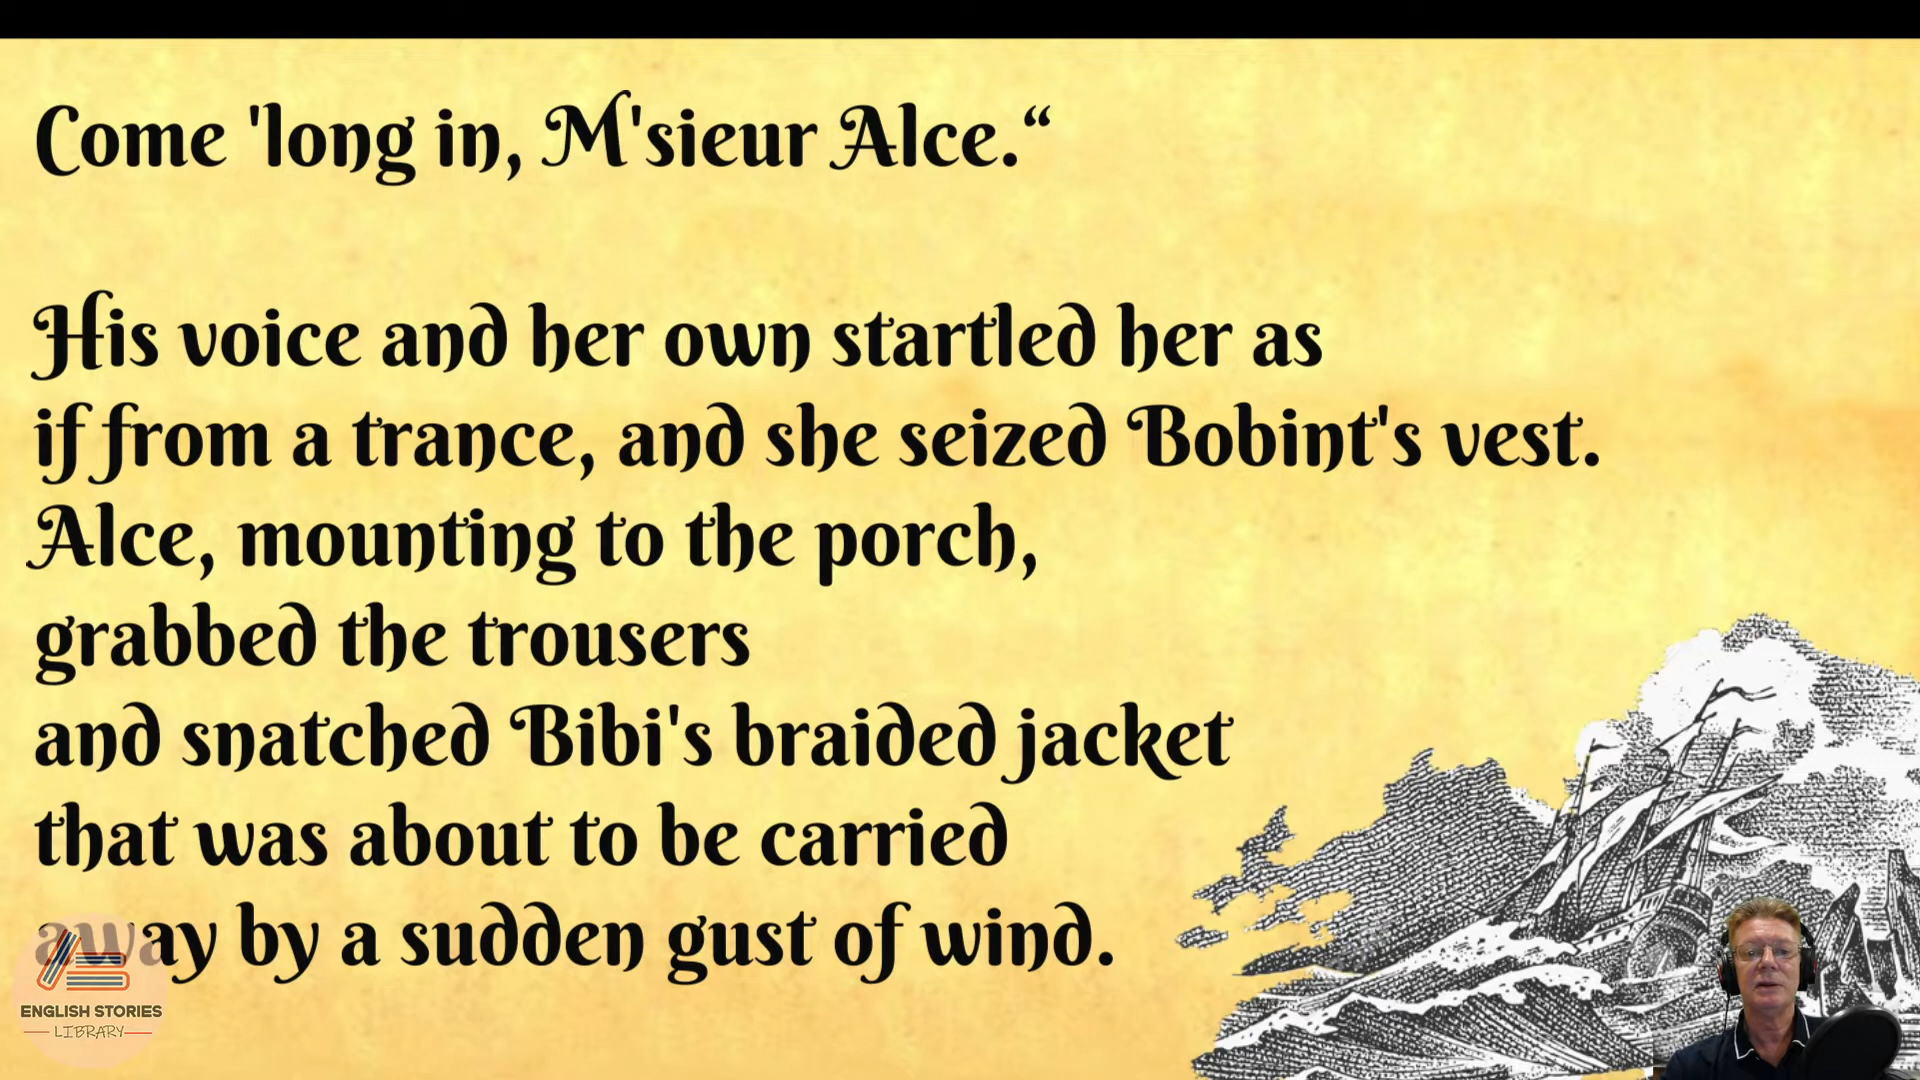 Come 'long in, M'sieur Alce.“
His voice and her own startled her as
if from a trance, and she seized Bobint's vest.
Alce, mounting to the porch,
grabbed the trousers
and snatched Bibi's braided jacket
that was about to be carried
away by a sudden gust of wind.
ENGLISH STORIES
LIBRARY